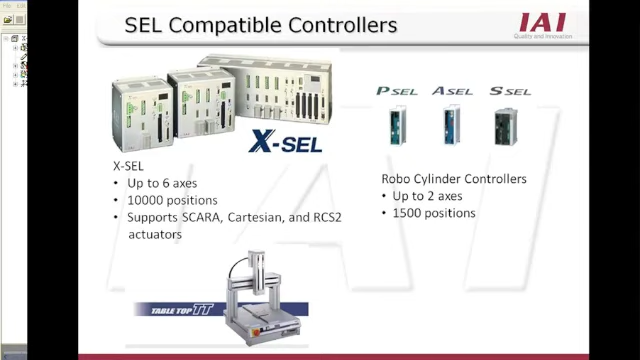 SEL Compatible Controllers
IAI
Quality and Innovation
X-SEL
PSEL ASEL SSEL
X-SEL
• Up to 6 axes
• 10000 positions
• Supports SCARA, Cartesian, and RCS2
actuators
Robo Cylinder Controllers
• Up to 2 axes
• 1500 positions
TABLE TOP TT
IAI